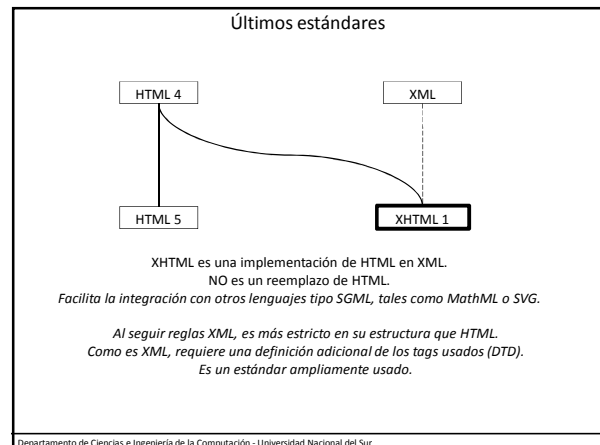 Últimos estándares
HTML 4
XML
HTML 5
XHTML 1
XHTML es una implementación de HTML en XML.
NO es un reemplazo de HTML.
Facilita la integración con otros lenguajes tipo SGML, tales como MathML o SVG.
Al seguir reglas XML, es más estricto en su estructura que HTML.
Como es XML, requiere una definición adicional de los tags usados (DTD).
Es un estándar ampliamente usado.
Departamento de Ciencias e Ingeniería de la Computación - Universidad Nacional del Sur